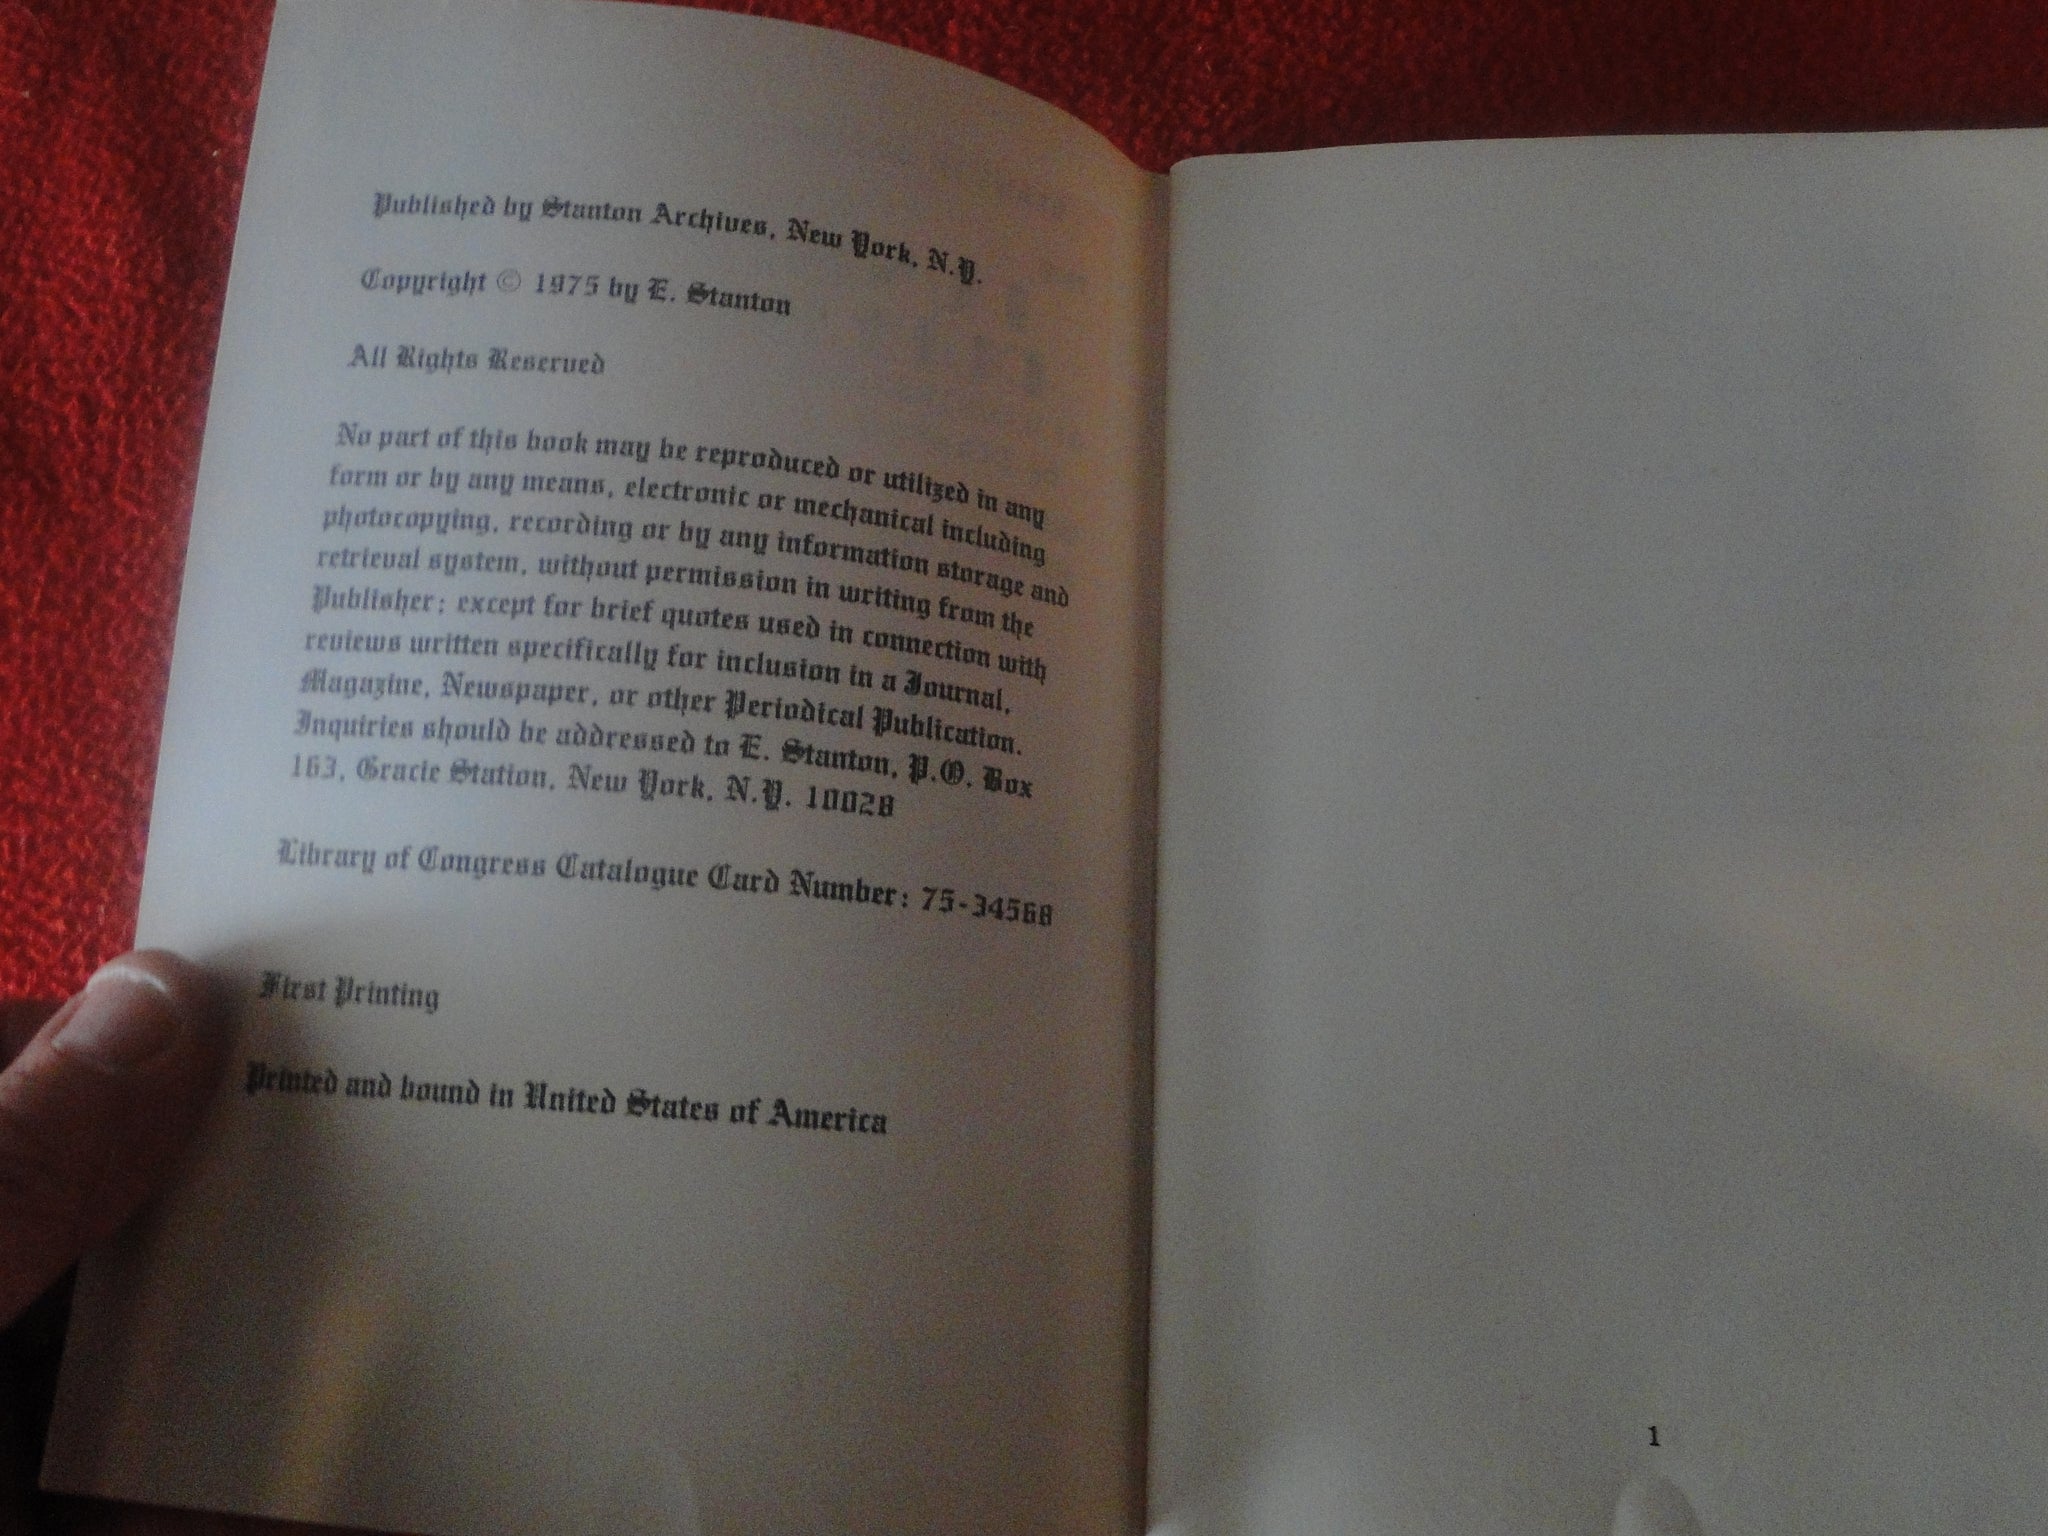 Published by Stanton Archives, New York, N.Y.
Copyright © 1975 by E. Stanton
All Rights Reserved
No part of this book may be reproduced or utilized in any
form or by any means, electronic or mechanical including
photocopying, recording or by any information storage and
retrieval system, without permission in writing from the
Publisher; except for brief quotes used in connection with
reviews written specifically for inclusion in a Journal,
Magazine, Newspaper, or other Periodical Publication.
Inquiries should be addressed to E. Stanton, P.O. Box
163, Gracie Station, New York, N.Y. 10028
Library of Congress Catalogue Card Number: 75-34568
First Printing
Printed and bound in United States of America
1